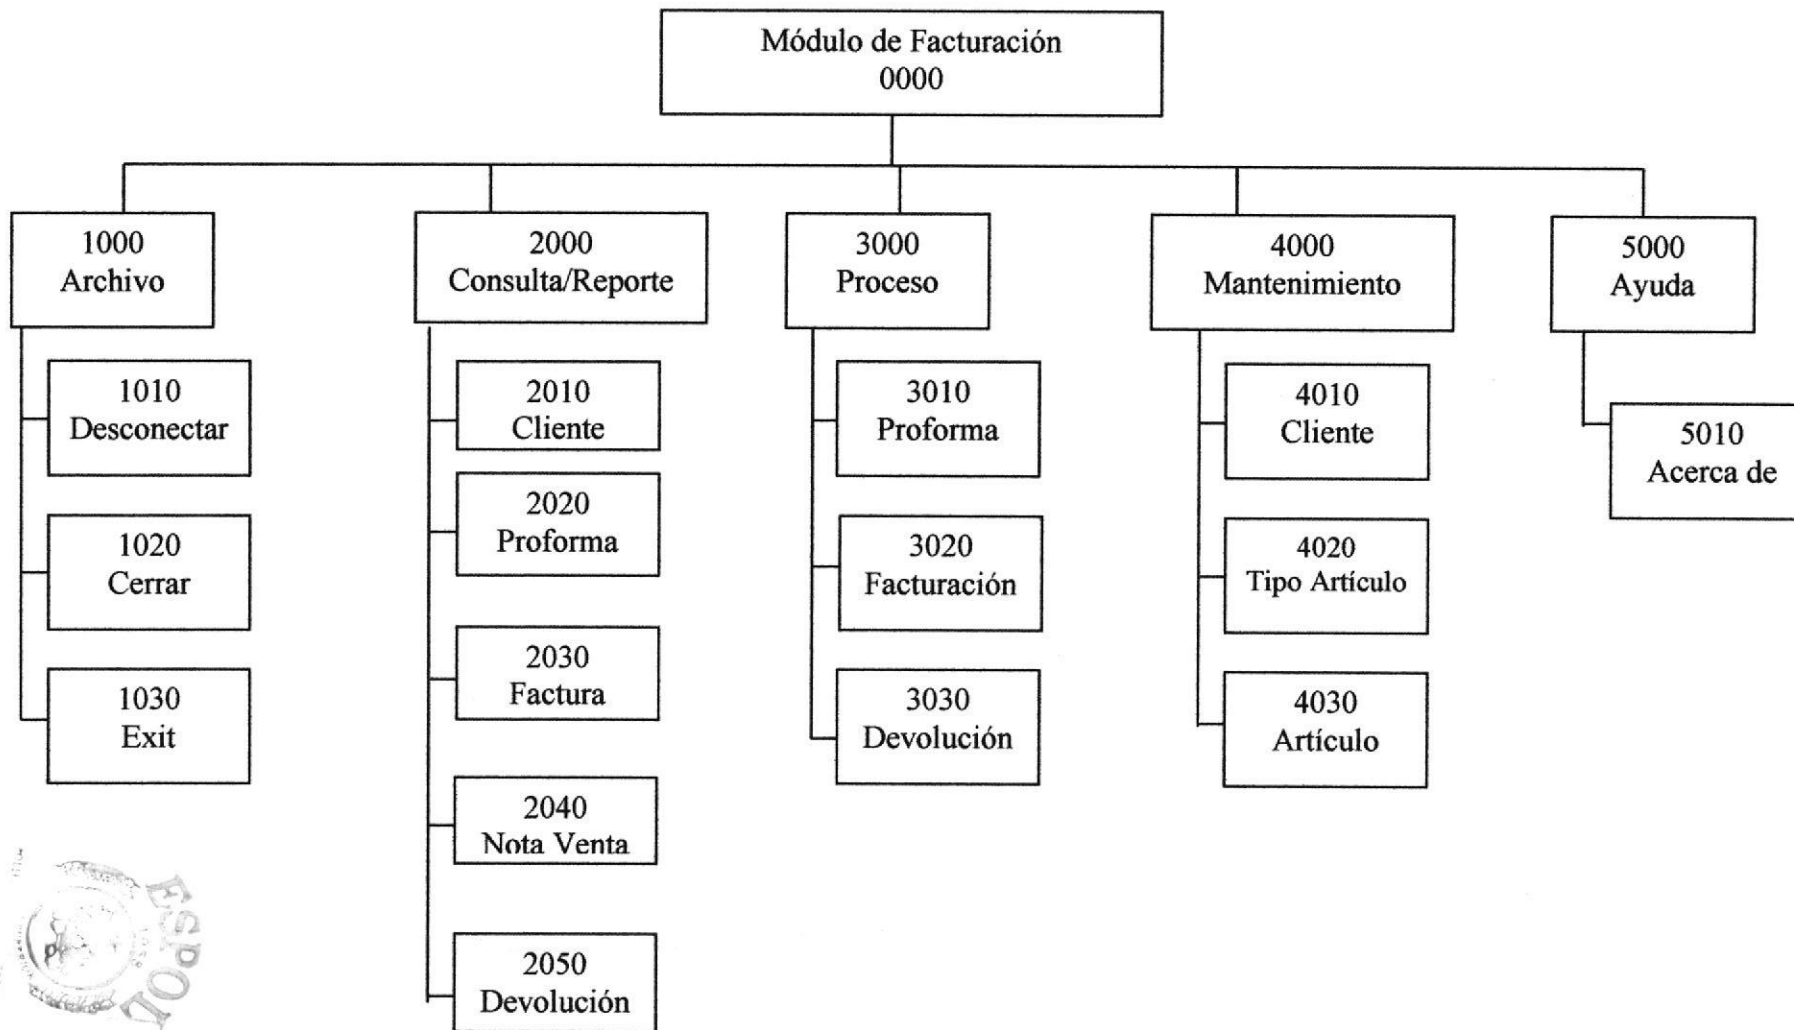 Módulo de Facturación
0000
1000
Archivo
1010
Desconectar
1020
Cerrar
1030
Exit
2000
Consulta/Reporte
2010
Cliente
2020
Proforma
2030
Factura
2040
Nota Venta
2050
Devolución
3000
Proceso
3010
Proforma
3020
Facturación
3030
Devolución
4000
Mantenimiento
4010
Cliente
4020
Tipo Artículo
4030
Artículo
5000
Ayuda
5010
Acerca de
ESPOL